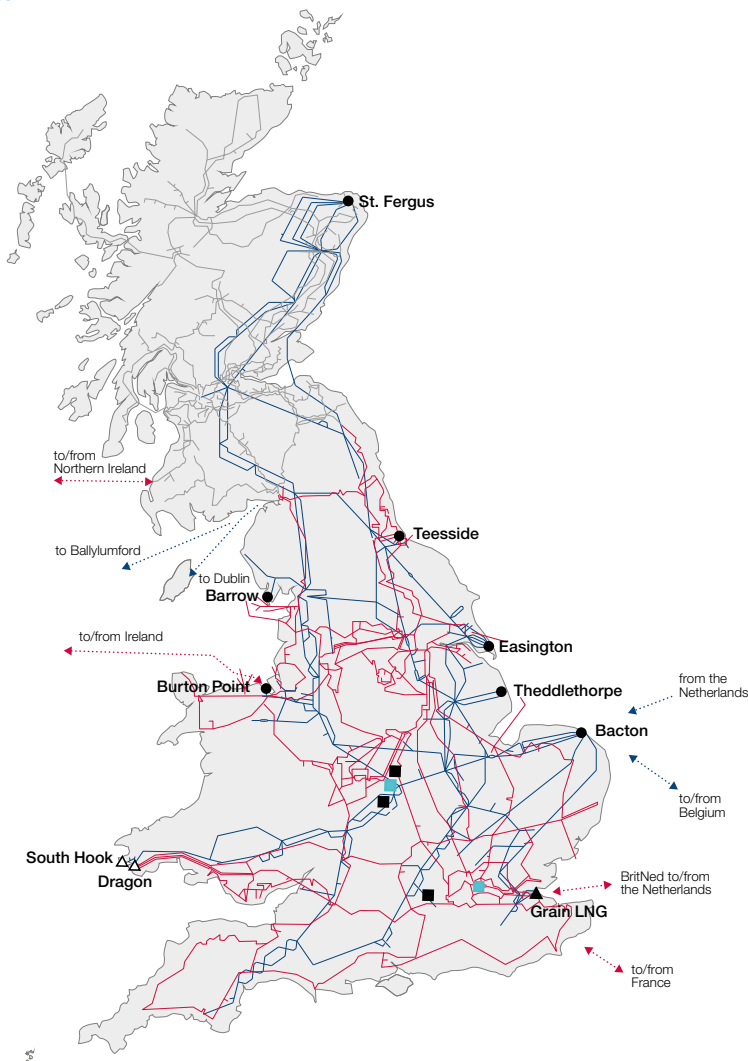 St. Fergus
to/from
Northern Ireland
Teesside
to Ballylumford
to Dublin
Barrow
to/from Ireland
Easington
Burton Point
Theddlethorpe
from the
Netherlands
Bacton
to/from
Belgium
South Hook
Dragon
BritNed to/from
the Netherlands
Grain LNG
to/from
France